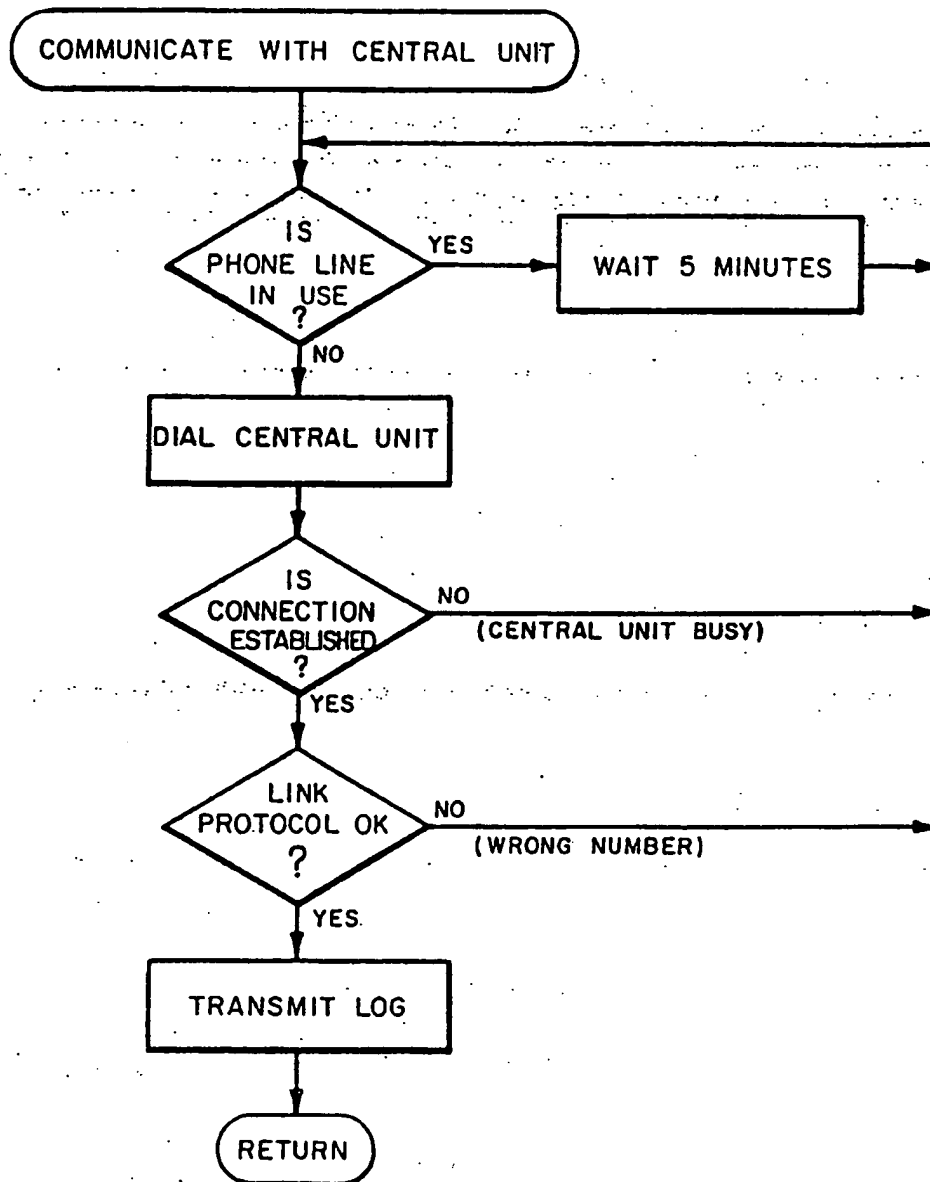 COMMUNICATE WITH CENTRAL UNIT
IS
PHONE LINE
IN USE
?
YES
WAIT 5 MINUTES
NO
DIAL CENTRAL UNIT
IS
CONNECTION
ESTABLISHED
?
NO
(CENTRAL UNIT BUSY)
YES
LINK
PROTOCOL OK
?
NO
(WRONG NUMBER)
YES
TRANSMIT LOG
RETURN